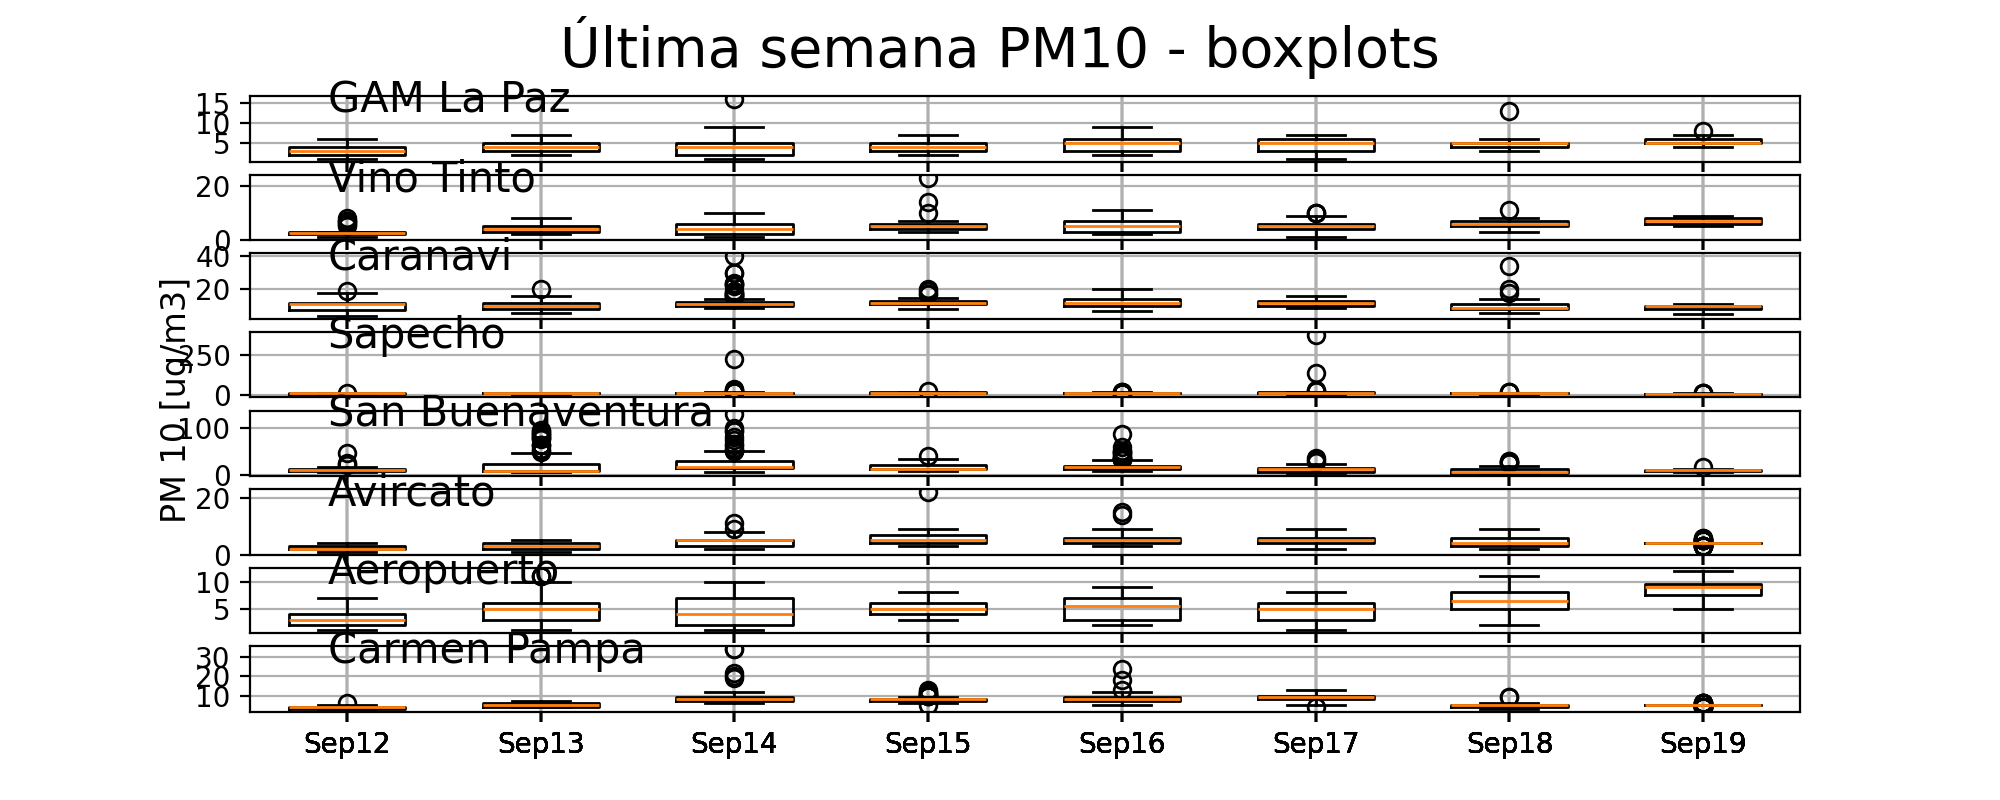 Última semana PM10 - boxplots
PM 10 [ug/m3]
GAM La Paz
15
10
5
Vino Tinto
20
0
Caranavi
40
20
Sapecho
250
0
San Buenaventura
100
0
Avircato
20
0
Aeropuerto
10
5
Carmen Pampa
30
20
10
Sep12 Sep13 Sep14 Sep15 Sep16 Sep17 Sep18 Sep19